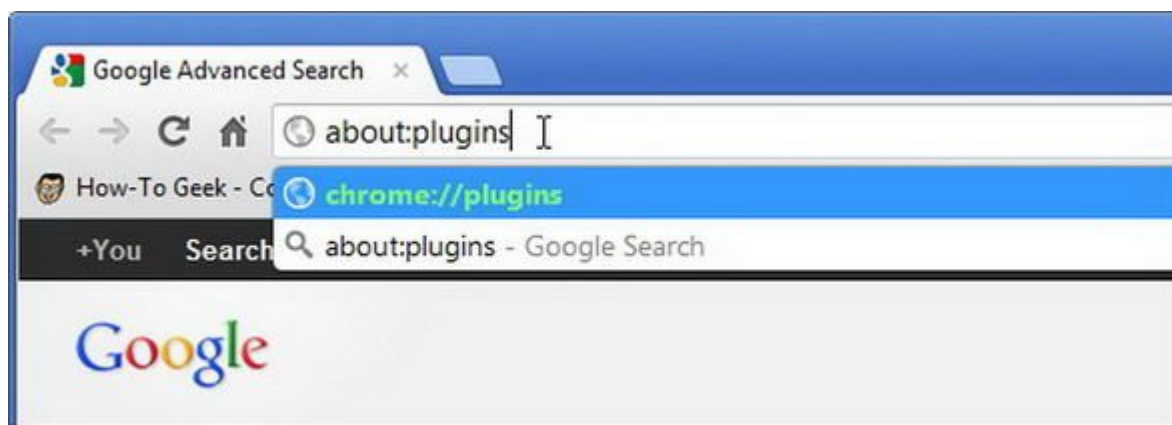 Google Advanced Search
about:plugins
How-To Geek - Co
chrome://plugins
+You Search
about:plugins - Google Search
Google